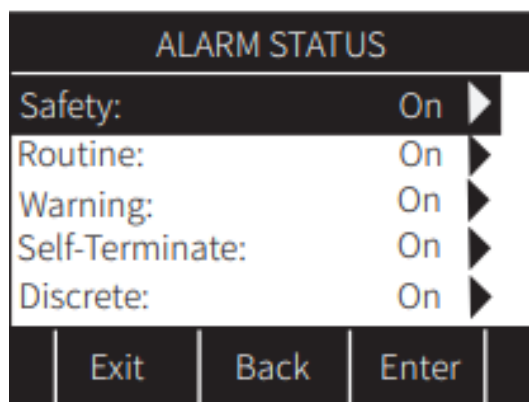 ALARM STATUS
Safety: On
Routine: On
Warning: On
Self-Terminate: On
Discrete: On
Exit Back Enter